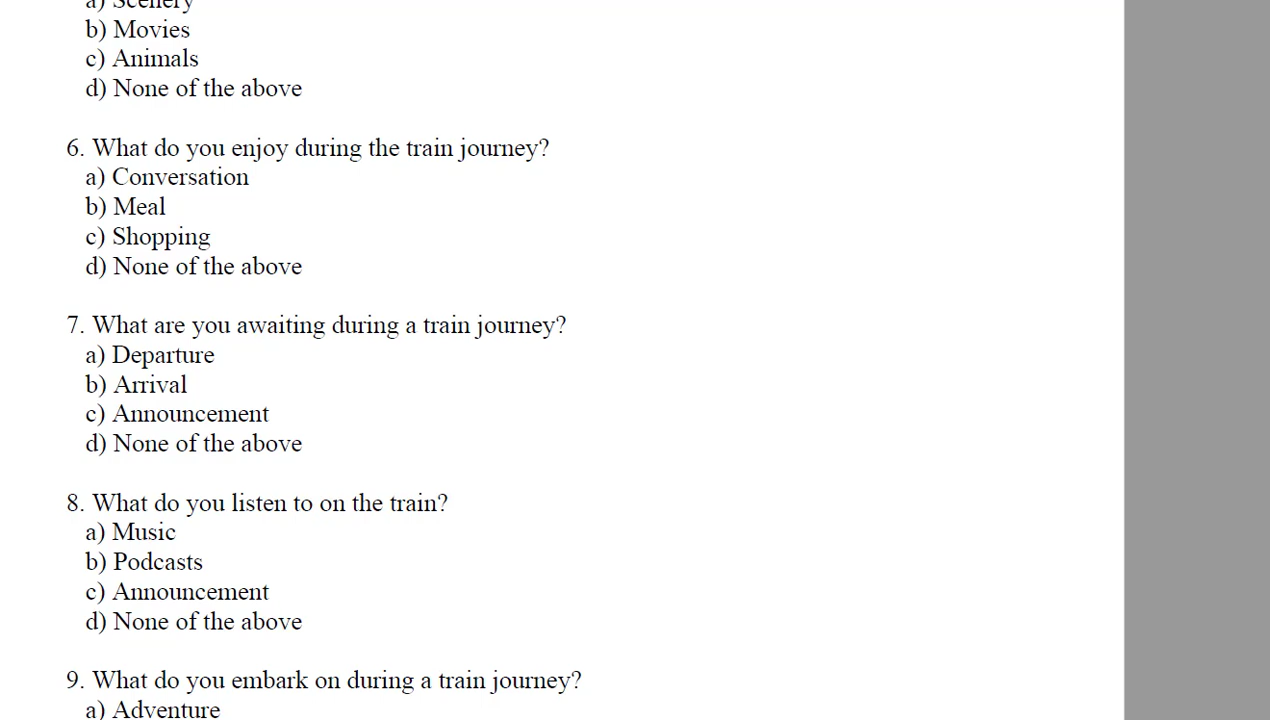 a) Scenery
b) Movies
c) Animals
d) None of the above
6. What do you enjoy during the train journey?
a) Conversation
b) Meal
c) Shopping
d) None of the above
7. What are you awaiting during a train journey?
a) Departure
b) Arrival
c) Announcement
d) None of the above
8. What do you listen to on the train?
a) Music
b) Podcasts
c) Announcement
d) None of the above
9. What do you embark on during a train journey?
a) Adventure